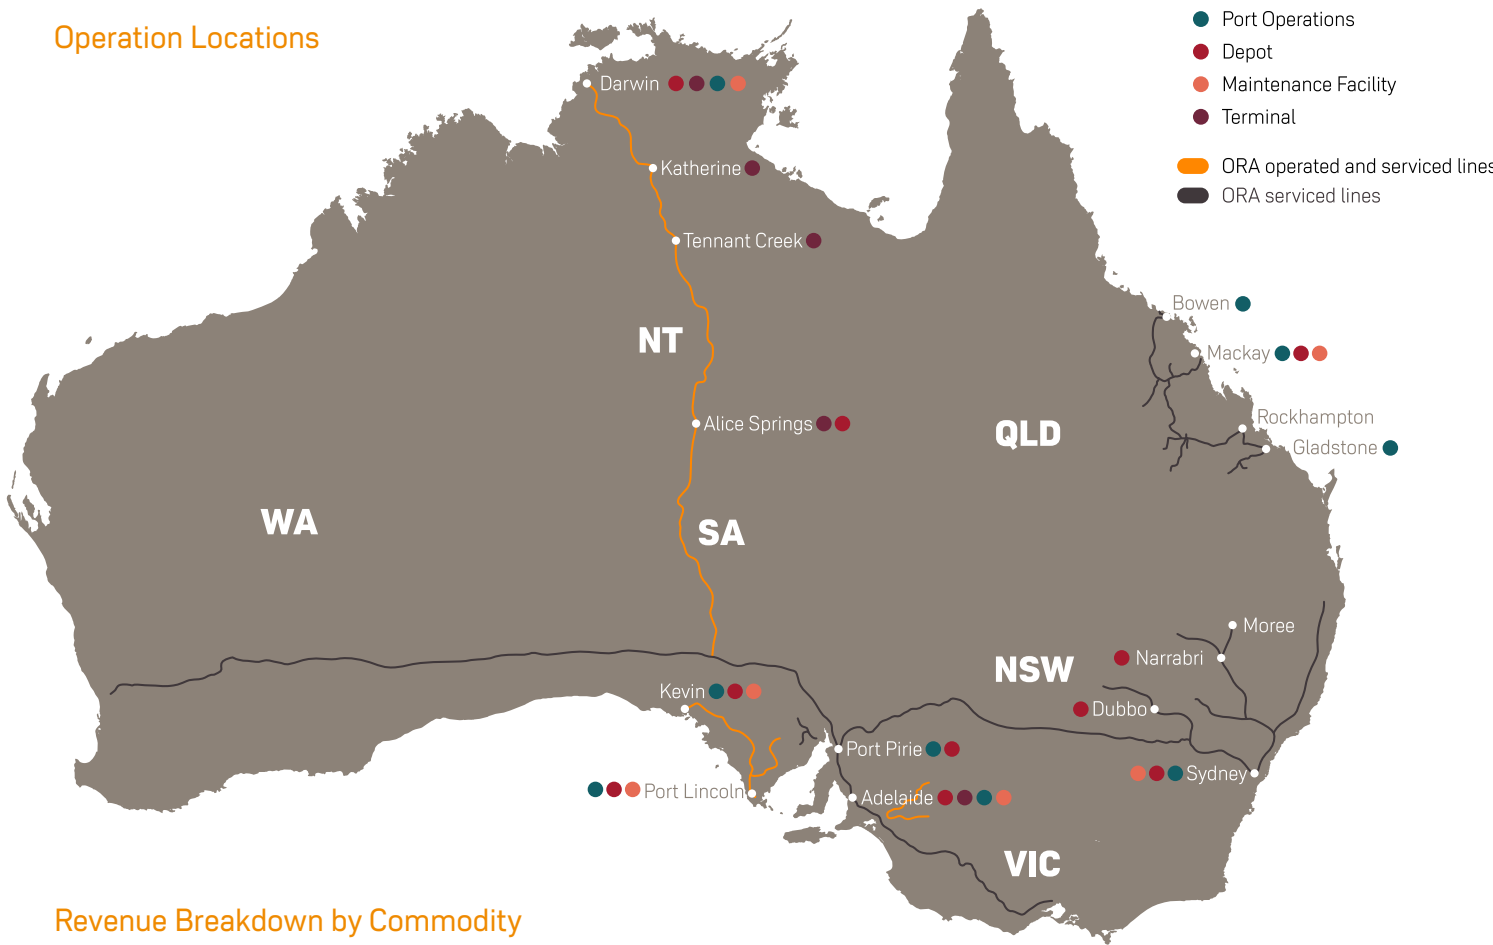 Operation Locations
Port Operations
Depot
Maintenance Facility
Terminal
ORA operated and serviced lines
ORA serviced lines
Darwin
Katherine
Tennant Creek
Bowen
NT
Mackay
Alice Springs
QLD
Rockhampton
Gladstone
WA
SA
Moree
Narrabri
NSW
Kevin
Dubbo
Port Pirie
Sydney
Port Lincoln
Adelaide
VIC
Revenue Breakdown by Commodity